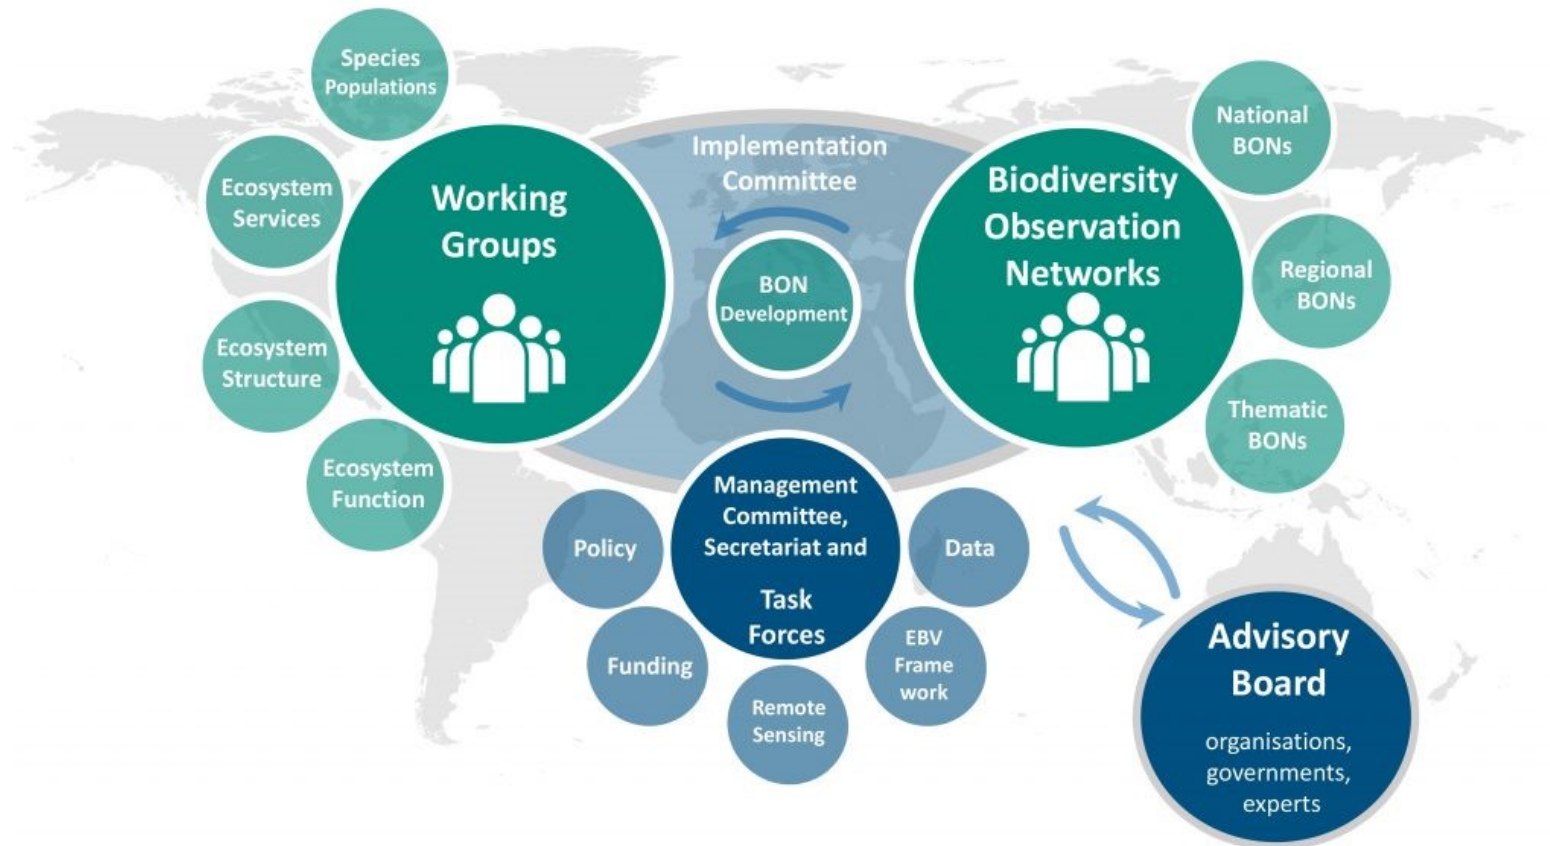 Species
Populations
Ecosystem
Services
Ecosystem
Structure
Ecosystem
Function
Working
Groups
Implementation
Committee
BON
Development
Biodiversity
Observation
Networks
National
BONs
Regional
BONs
Thematic
BONs
Management
Committee,
Secretariat and
Task
Forces
Policy
Funding
Remote
Sensing
EBV
Frame
work
Data
Advisory
Board
organisations,
governments,
experts